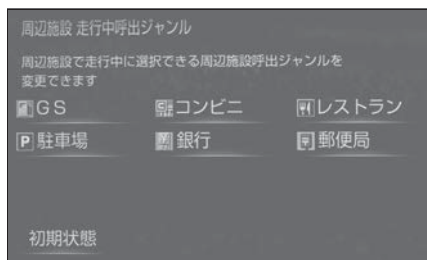 周辺施設 走行中呼出ジャンル
周辺施設で走行中に選択できる周辺施設呼出ジャンルを
変更できます
GS コンビニ レストラン
P 駐車場 銀行 郵便局
初期状態